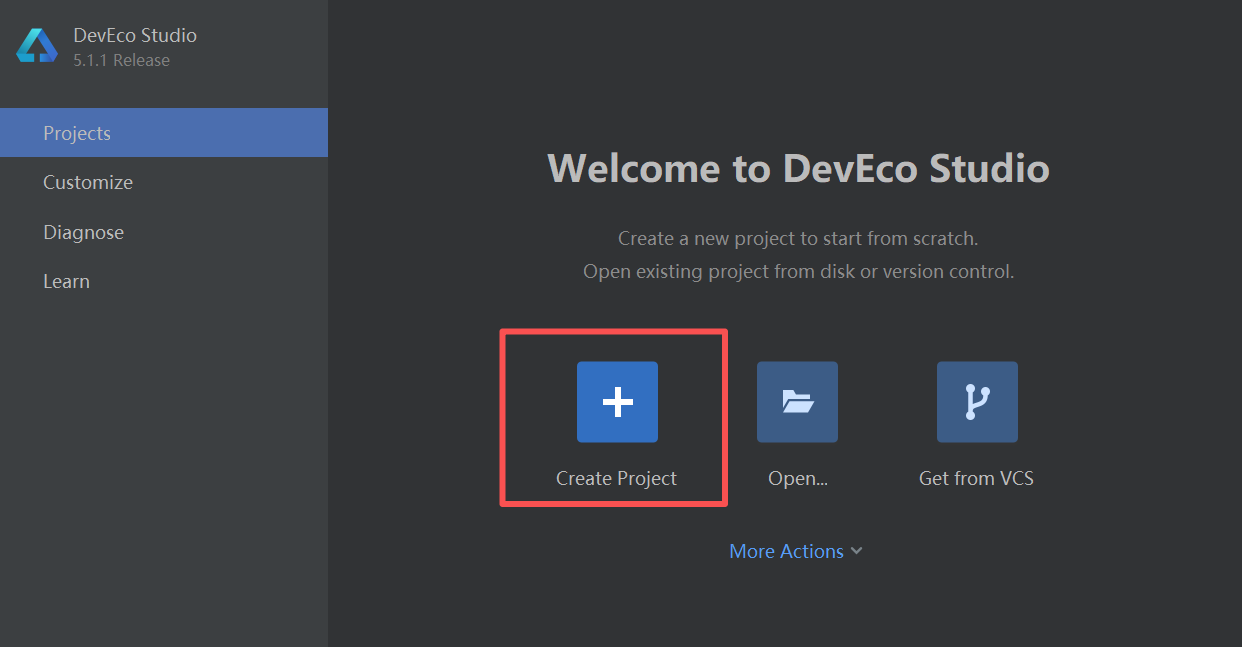 DevEco Studio
5.1.1 Release
Projects
Customize
Diagnose
Learn
Welcome to DevEco Studio
Create a new project to start from scratch.
Open existing project from disk or version control.
Create Project
Open...
Get from VCS
More Actions